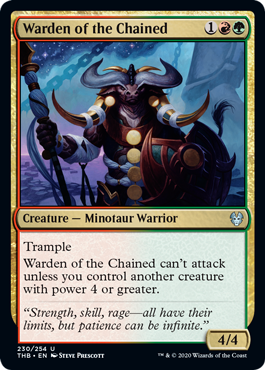 Warden of the Chained 1
Creature — Minotaur Warrior
Trample
Warden of the Chained can't attack
unless you control another creature
with power 4 or greater.
"Strength, skill, rage—all have their
limits, but patience can be infinite."
4/4
230/254 U
THB • EN Steve Prescott
™ & © 2020 Wizards of the Coast